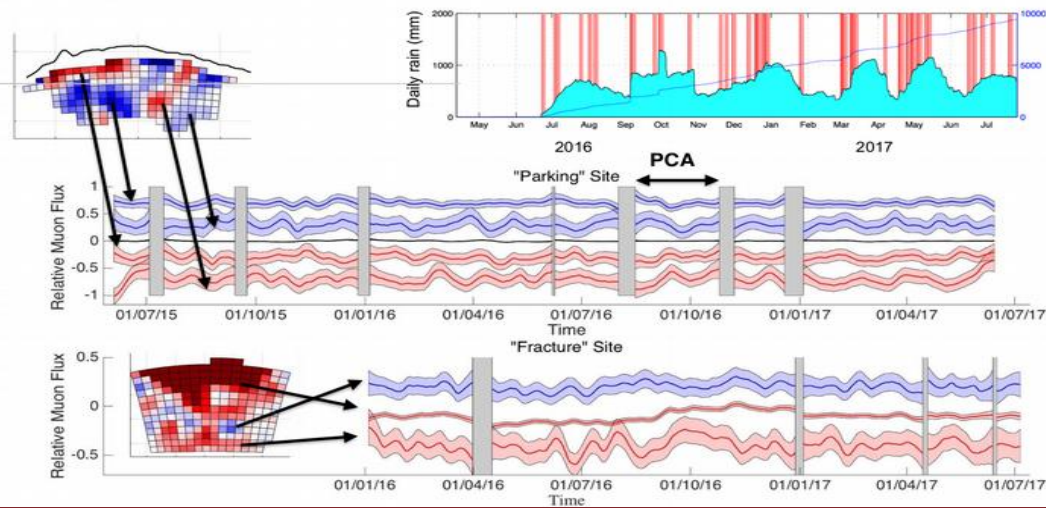 2000
10000
1000
5000
0
0
Daily rain (mm)
May Jun Jul Aug Sep Oct Nov Dec Jan Feb Mar Apr May Jun Jul
2016 2017
PCA
"Parking" Site
Relative Muon Flux
1
0.5
0
-0.5
-1
01/07/15 01/10/15 01/01/16 01/04/16 01/07/16 01/10/16 01/01/17 01/04/17 01/07/17
Time
"Fracture" Site
Relative Muon Flux
0.5
0
-0.5
01/01/16 01/04/16 01/07/16 01/10/16 01/01/17 01/04/17 01/07/17
Time